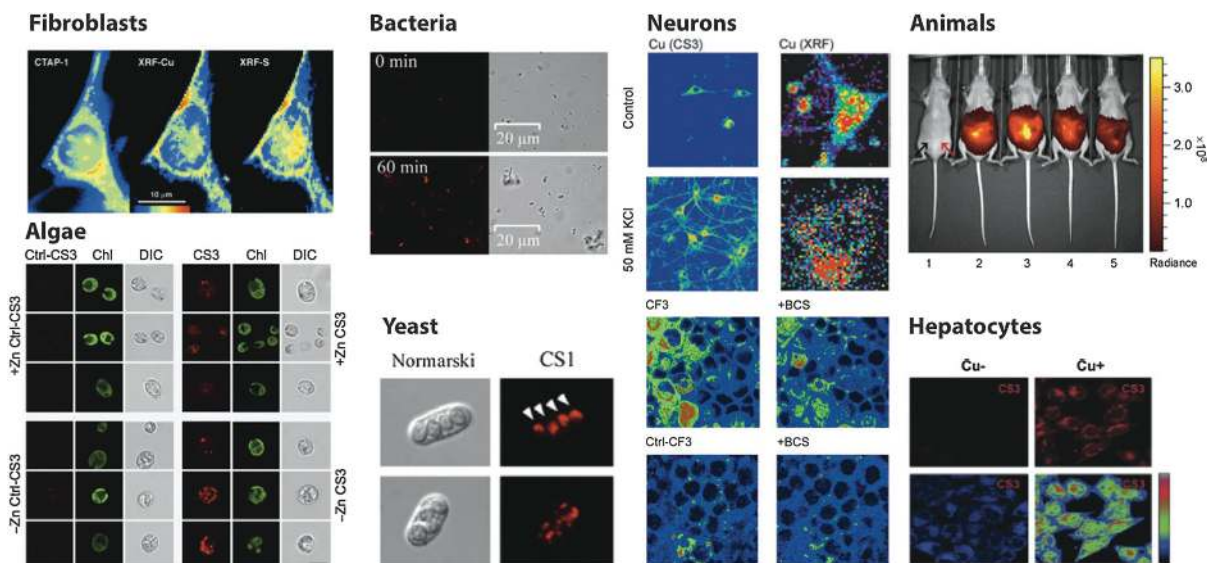 Fibroblasts
CTAP-1 XRF-Cu XRF-S
10 μm
Algae
Ctrl-CS3 Chl DIC CS3 Chl DIC
+Zn Ctrl-CS3
+Zn CS3
–Zn Ctrl-CS3
–Zn CS3
Bacteria
0 min
20 μm
60 min
20 μm
Yeast
Normarski CS1
Neurons
Cu (CS3) Cu (XRF)
Control
50 mM KCl
CF3 +BCS
Ctrl-CF3 +BCS
Animals
3.0
2.0
1.0
×10⁸
1 2 3 4 5 Radiance
Hepatocytes
Cu- Cu+
CS3 CS3
CS3 CS3